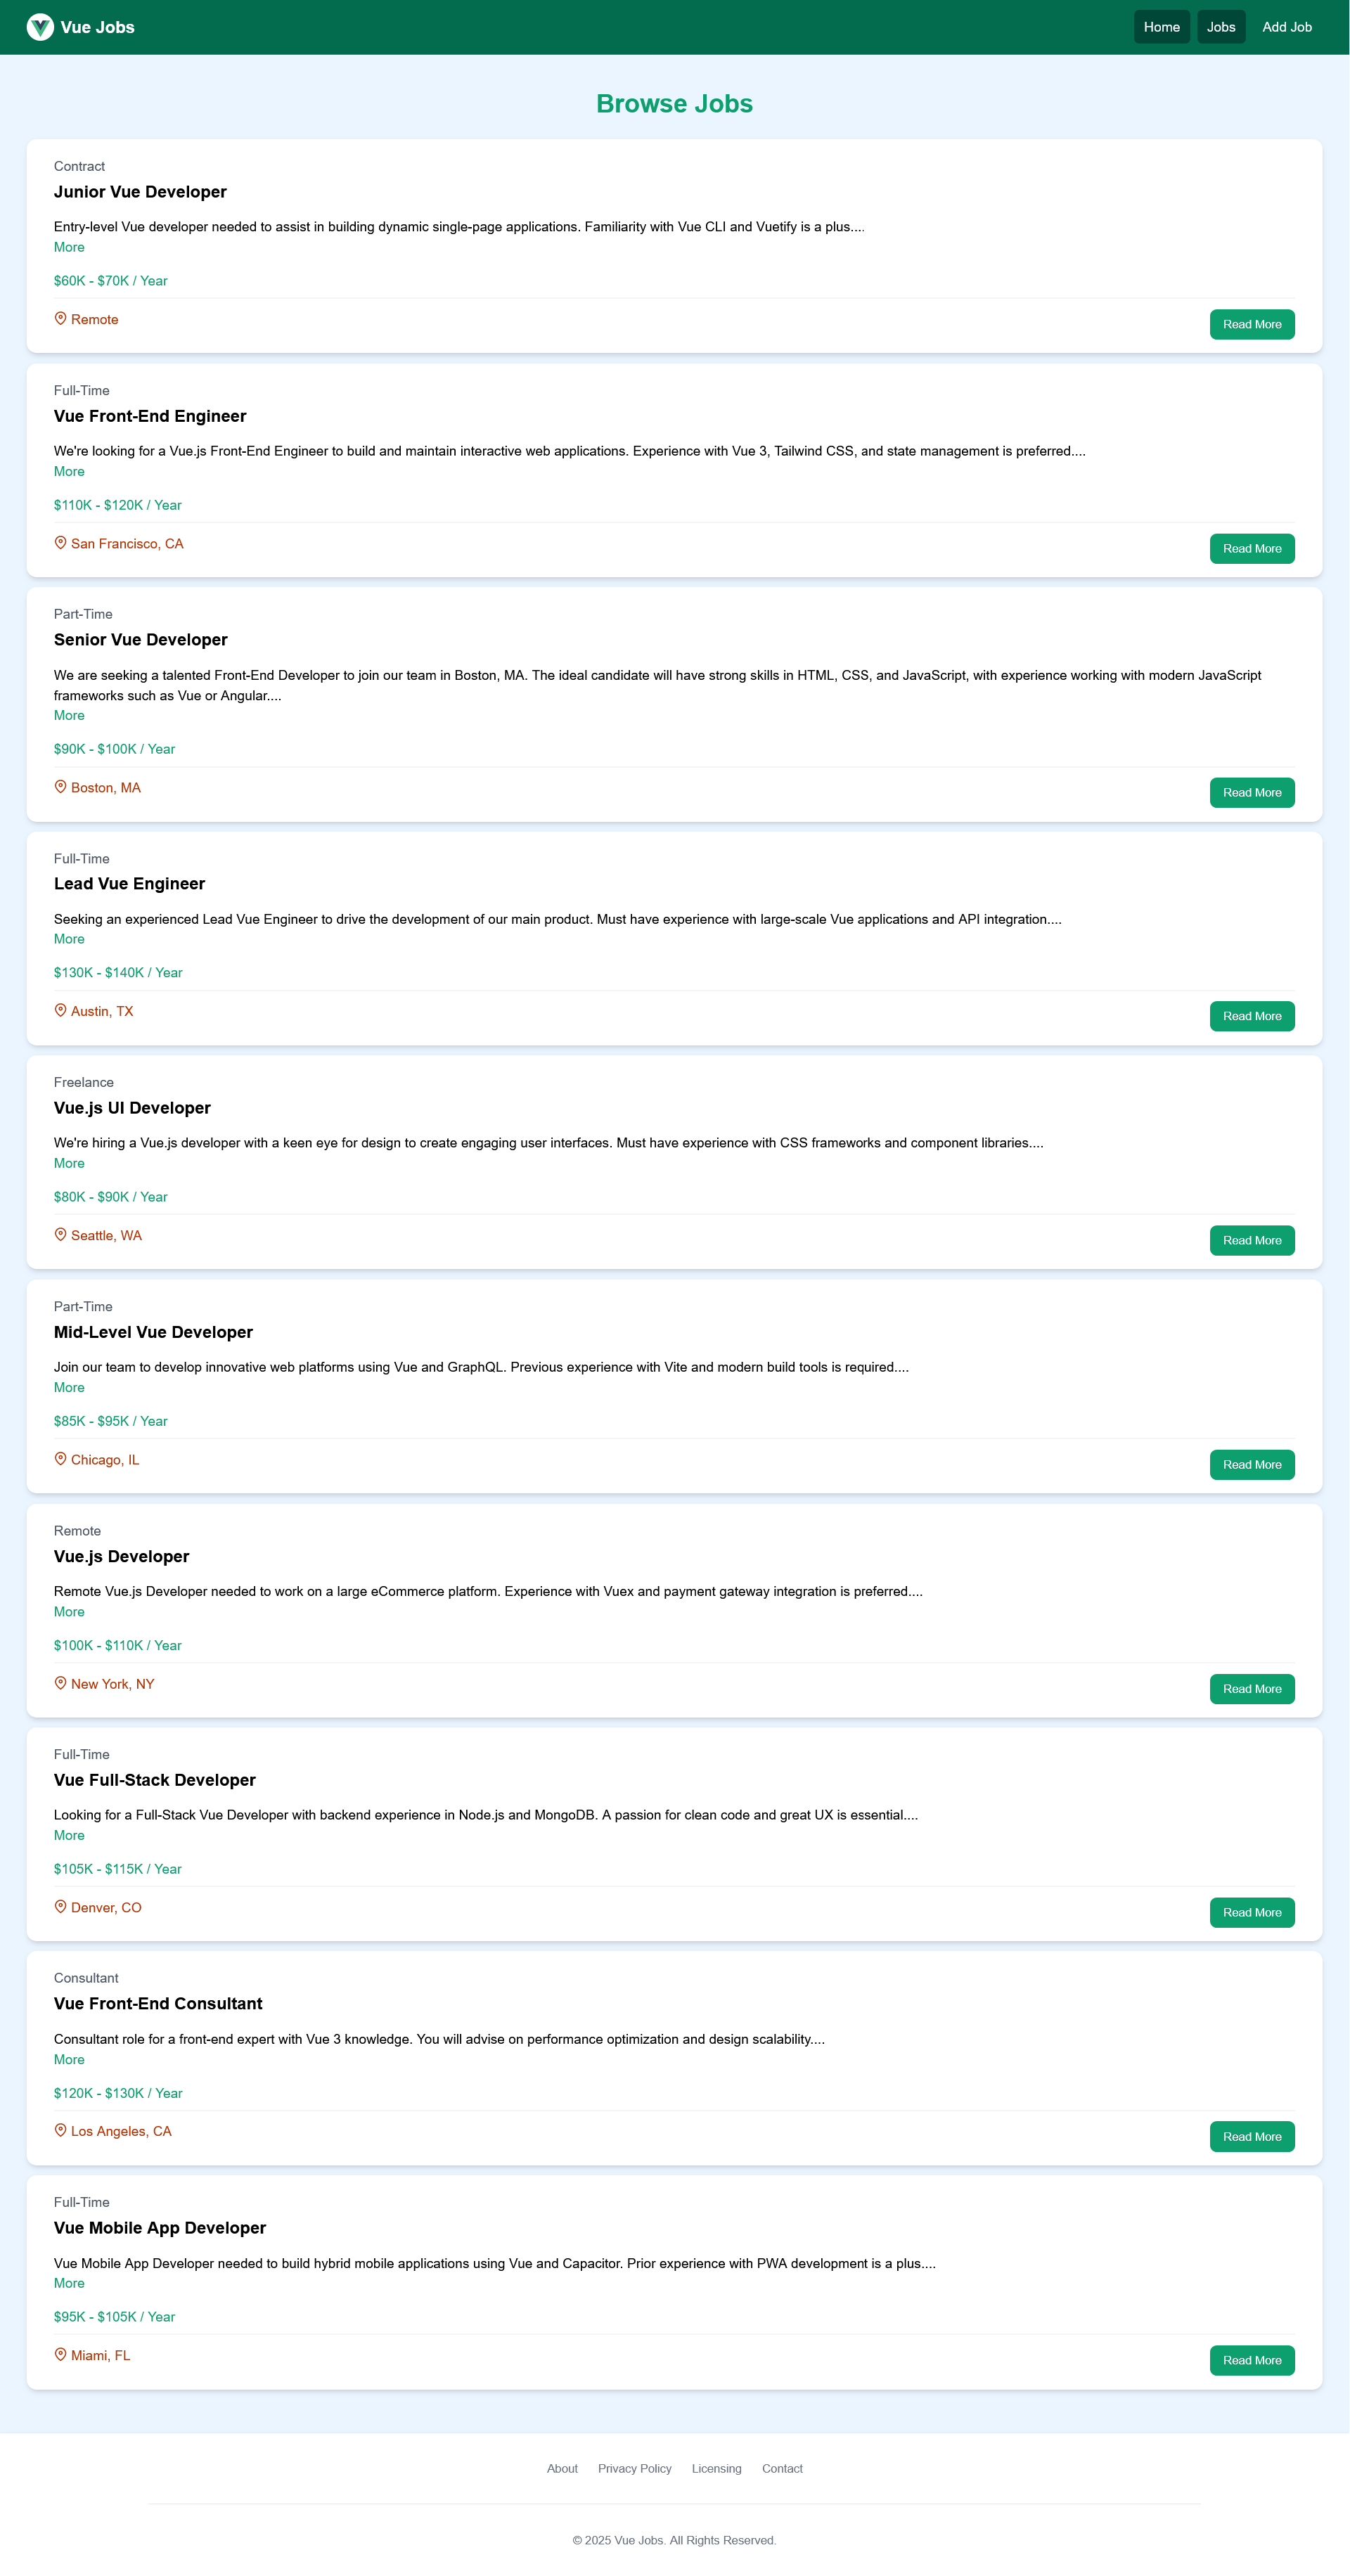 Vue Jobs
Home Jobs Add Job
Browse Jobs
Contract
Junior Vue Developer
Entry-level Vue developer needed to assist in building dynamic single-page applications. Familiarity with Vue CLI and Vuetify is a plus....
More
$60K - $70K / Year
Remote
Read More
Full-Time
Vue Front-End Engineer
We're looking for a Vue.js Front-End Engineer to build and maintain interactive web applications. Experience with Vue 3, Tailwind CSS, and state management is preferred....
More
$110K - $120K / Year
San Francisco, CA
Read More
Part-Time
Senior Vue Developer
We are seeking a talented Front-End Developer to join our team in Boston, MA. The ideal candidate will have strong skills in HTML, CSS, and JavaScript, with experience working with modern JavaScript
frameworks such as Vue or Angular....
More
$90K - $100K / Year
Boston, MA
Read More
Full-Time
Lead Vue Engineer
Seeking an experienced Lead Vue Engineer to drive the development of our main product. Must have experience with large-scale Vue applications and API integration....
More
$130K - $140K / Year
Austin, TX
Read More
Freelance
Vue.js UI Developer
We're hiring a Vue.js developer with a keen eye for design to create engaging user interfaces. Must have experience with CSS frameworks and component libraries....
More
$80K - $90K / Year
Seattle, WA
Read More
Part-Time
Mid-Level Vue Developer
Join our team to develop innovative web platforms using Vue and GraphQL. Previous experience with Vite and modern build tools is required....
More
$85K - $95K / Year
Chicago, IL
Read More
Remote
Vue.js Developer
Remote Vue.js Developer needed to work on a large eCommerce platform. Experience with Vuex and payment gateway integration is preferred....
More
$100K - $110K / Year
New York, NY
Read More
Full-Time
Vue Full-Stack Developer
Looking for a Full-Stack Vue Developer with backend experience in Node.js and MongoDB. A passion for clean code and great UX is essential....
More
$105K - $115K / Year
Denver, CO
Read More
Consultant
Vue Front-End Consultant
Consultant role for a front-end expert with Vue 3 knowledge. You will advise on performance optimization and design scalability....
More
$120K - $130K / Year
Los Angeles, CA
Read More
Full-Time
Vue Mobile App Developer
Vue Mobile App Developer needed to build hybrid mobile applications using Vue and Capacitor. Prior experience with PWA development is a plus....
More
$95K - $105K / Year
Miami, FL
Read More
About Privacy Policy Licensing Contact
© 2025 Vue Jobs. All Rights Reserved.